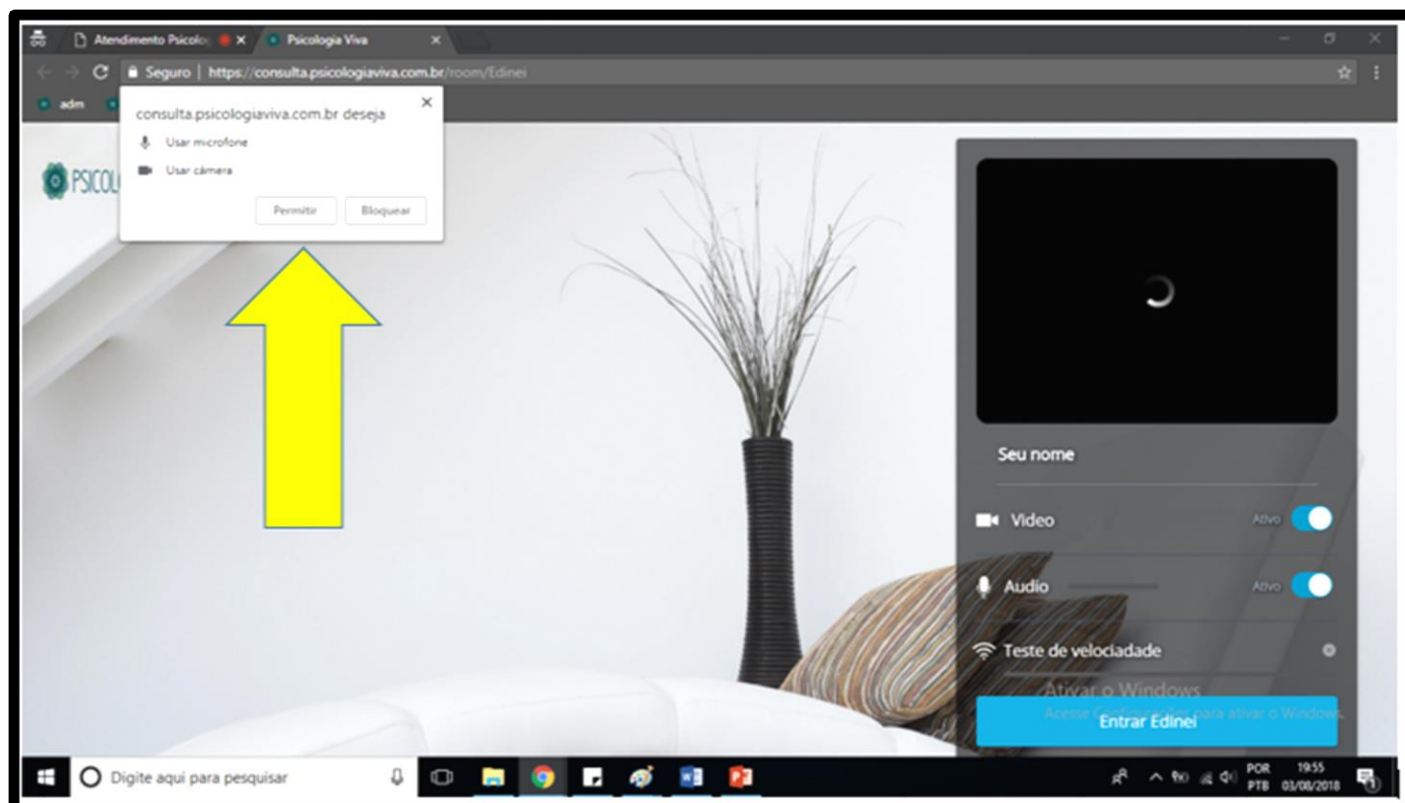 Atendimento Psicolo
Psicologia Viva
Seguro | https://consulta.psicologiaviva.com.br/room/Edinei
adm
consulta.psicologiaviva.com.br deseja
Usar microfone
Usar câmera
Permitir
Bloquear
PSICOL
Seu nome
Video
Ativo
Audio
Ativo
Teste de velociadade
Ativar o Windows
Acesse Configurações para ativar o Windows.
Entrar Edinei
Digite aqui para pesquisar
POR
PTB
19:55
03/08/2018